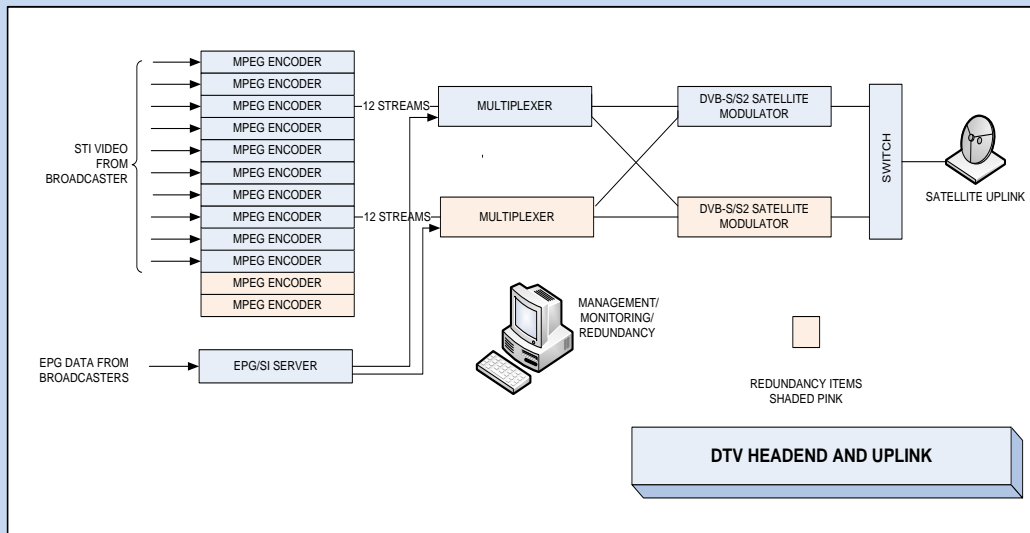 MPEG ENCODER
MPEG ENCODER
MPEG ENCODER
MPEG ENCODER
MPEG ENCODER
MPEG ENCODER
MPEG ENCODER
MPEG ENCODER
MPEG ENCODER
MPEG ENCODER
MPEG ENCODER
MPEG ENCODER
STI VIDEO
FROM
BROADCASTER
12 STREAMS
12 STREAMS
MULTIPLEXER
MULTIPLEXER
DVB-S/S2 SATELLITE
MODULATOR
DVB-S/S2 SATELLITE
MODULATOR
SWITCH
SATELLITE UPLINK
EPG DATA FROM
BROADCASTERS
EPG/SI SERVER
MANAGEMENT/
MONITORING/
REDUNDANCY
REDUNDANCY ITEMS
SHADED PINK
DTV HEADEND AND UPLINK